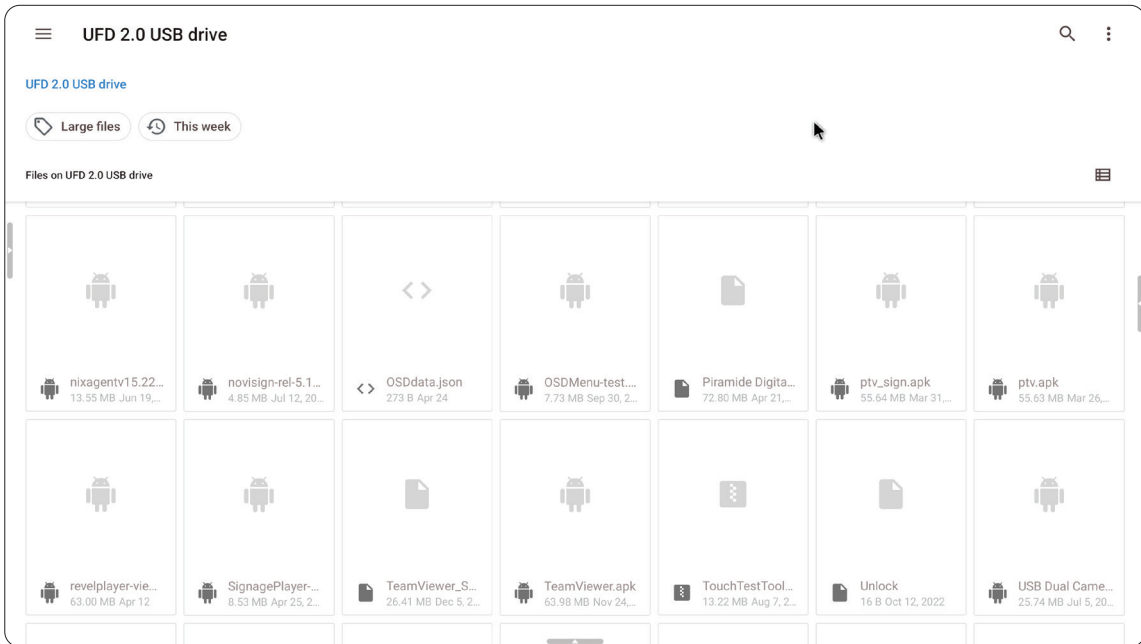 UFD 2.0 USB drive
UFD 2.0 USB drive
Large files
This week
Files on UFD 2.0 USB drive
nixagentv15.22...
13.55 MB Jun 19,...
novisign-rel-5.1...
4.85 MB Jul 12, 20...
OSDdata.json
273 B Apr 24
OSDMenu-test....
7.73 MB Sep 30, 2...
Piramide Digita...
72.80 MB Apr 21,...
ptv_sign.apk
55.64 MB Mar 31,...
ptv.apk
55.63 MB Mar 26,...
revelplayer-vie...
63.00 MB Apr 12
SignagePlayer-...
8.53 MB Apr 25, 2...
TeamViewer_S...
26.41 MB Dec 5, 2...
TeamViewer.apk
63.98 MB Nov 24,...
TouchTestTool...
13.22 MB Aug 7, 2...
Unlock
16 B Oct 12, 2022
USB Dual Came...
25.74 MB Jul 5, 20...